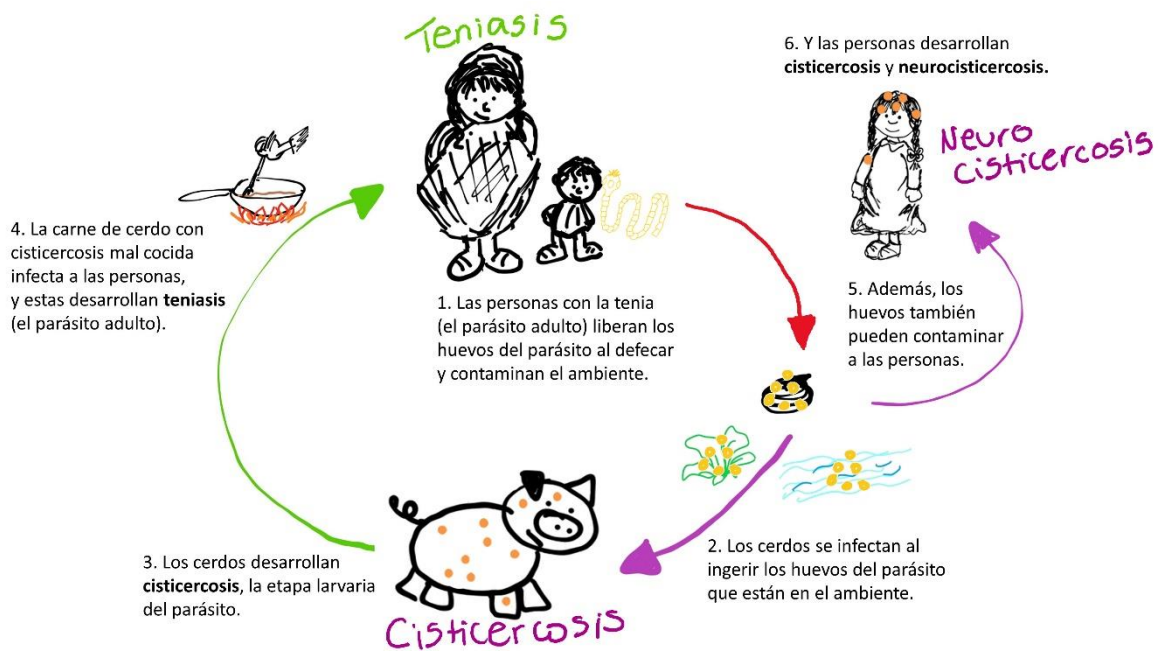 Teniasis
1. Las personas con la tenia
(el parásito adulto) liberan los
huevos del parásito al defecar
y contaminan el ambiente.
2. Los cerdos se infectan al
ingerir los huevos del parásito
que están en el ambiente.
Cisticercosis
3. Los cerdos desarrollan
cisticercosis, la etapa larvaria
del parásito.
4. La carne de cerdo con
cisticercosis mal cocida
infecta a las personas,
y estas desarrollan teniasis
(el parásito adulto).
5. Además, los
huevos también
pueden contaminar
a las personas.
6. Y las personas desarrollan
cisticercosis y neurocisticercosis.
Neuro
cisticercosis